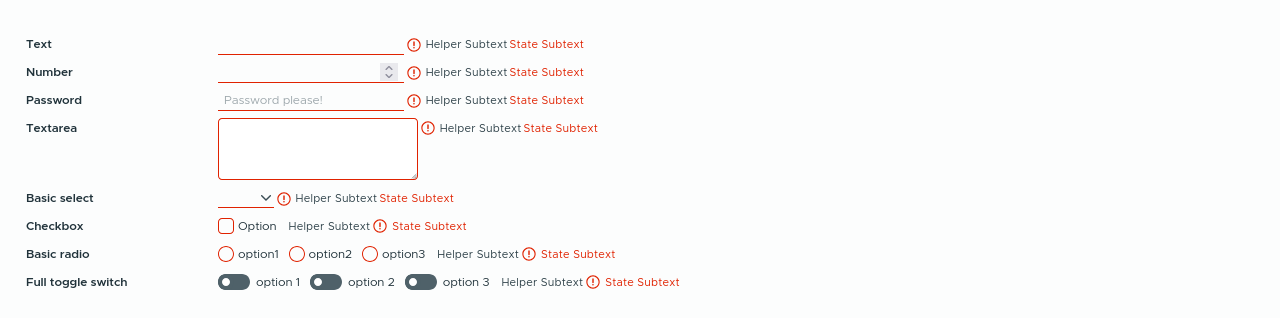 Text Helper Subtext State Subtext
Number Helper Subtext State Subtext
Password Password please! Helper Subtext State Subtext
Textarea Helper Subtext State Subtext
Basic select Helper Subtext State Subtext
Checkbox Option Helper Subtext State Subtext
Basic radio option1 option2 option3 Helper Subtext State Subtext
Full toggle switch option 1 option 2 option 3 Helper Subtext State Subtext